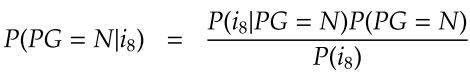 P(PG = N|i₈) = P(i₈|PG = N)P(PG = N)
P(i₈)